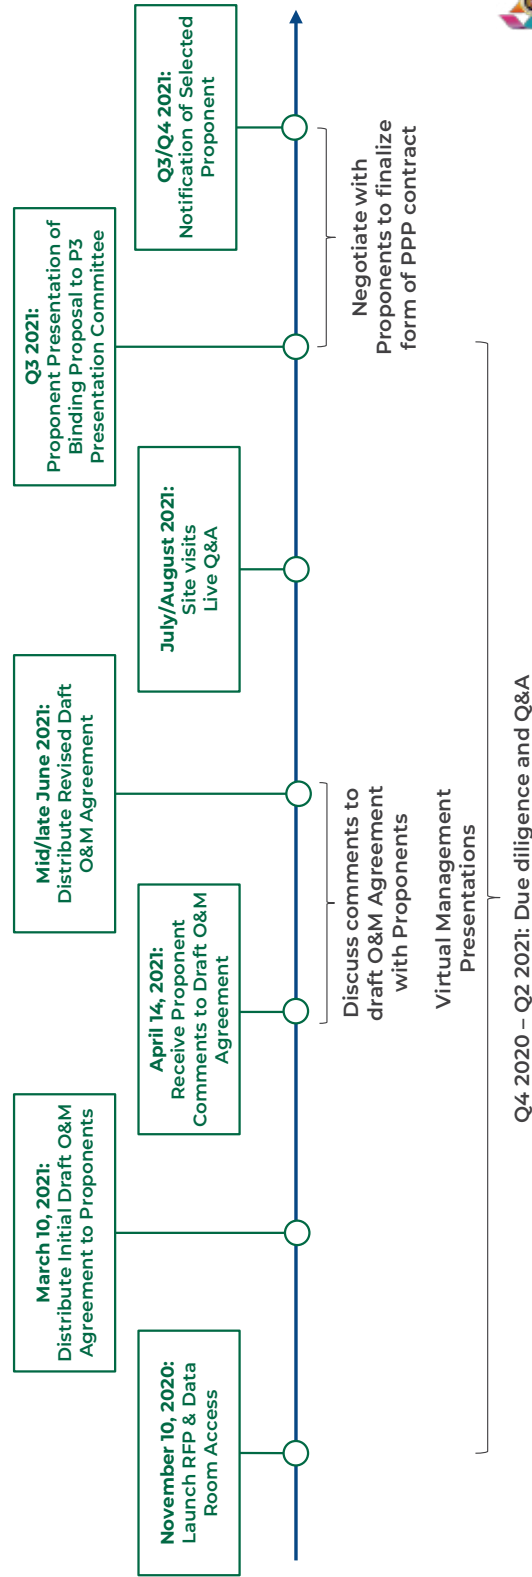 November 10, 2020:
Launch RFP & Data
Room Access
March 10, 2021:
Distribute Initial Draft O&M
Agreement to Proponents
April 14, 2021:
Receive Proponent
Comments to Draft O&M
Agreement
Mid/late June 2021:
Distribute Revised Daft
O&M Agreement
July/August 2021:
Site visits
Live Q&A
Q3 2021:
Proponent Presentation of
Binding Proposal to P3
Presentation Committee
Q3/Q4 2021:
Notification of Selected
Proponent
Discuss comments to
draft O&M Agreement
with Proponents
Negotiate with
Proponents to finalize
form of PPP contract
Virtual Management
Presentations
Q4 2020 – Q2 2021: Due diligence and Q&A